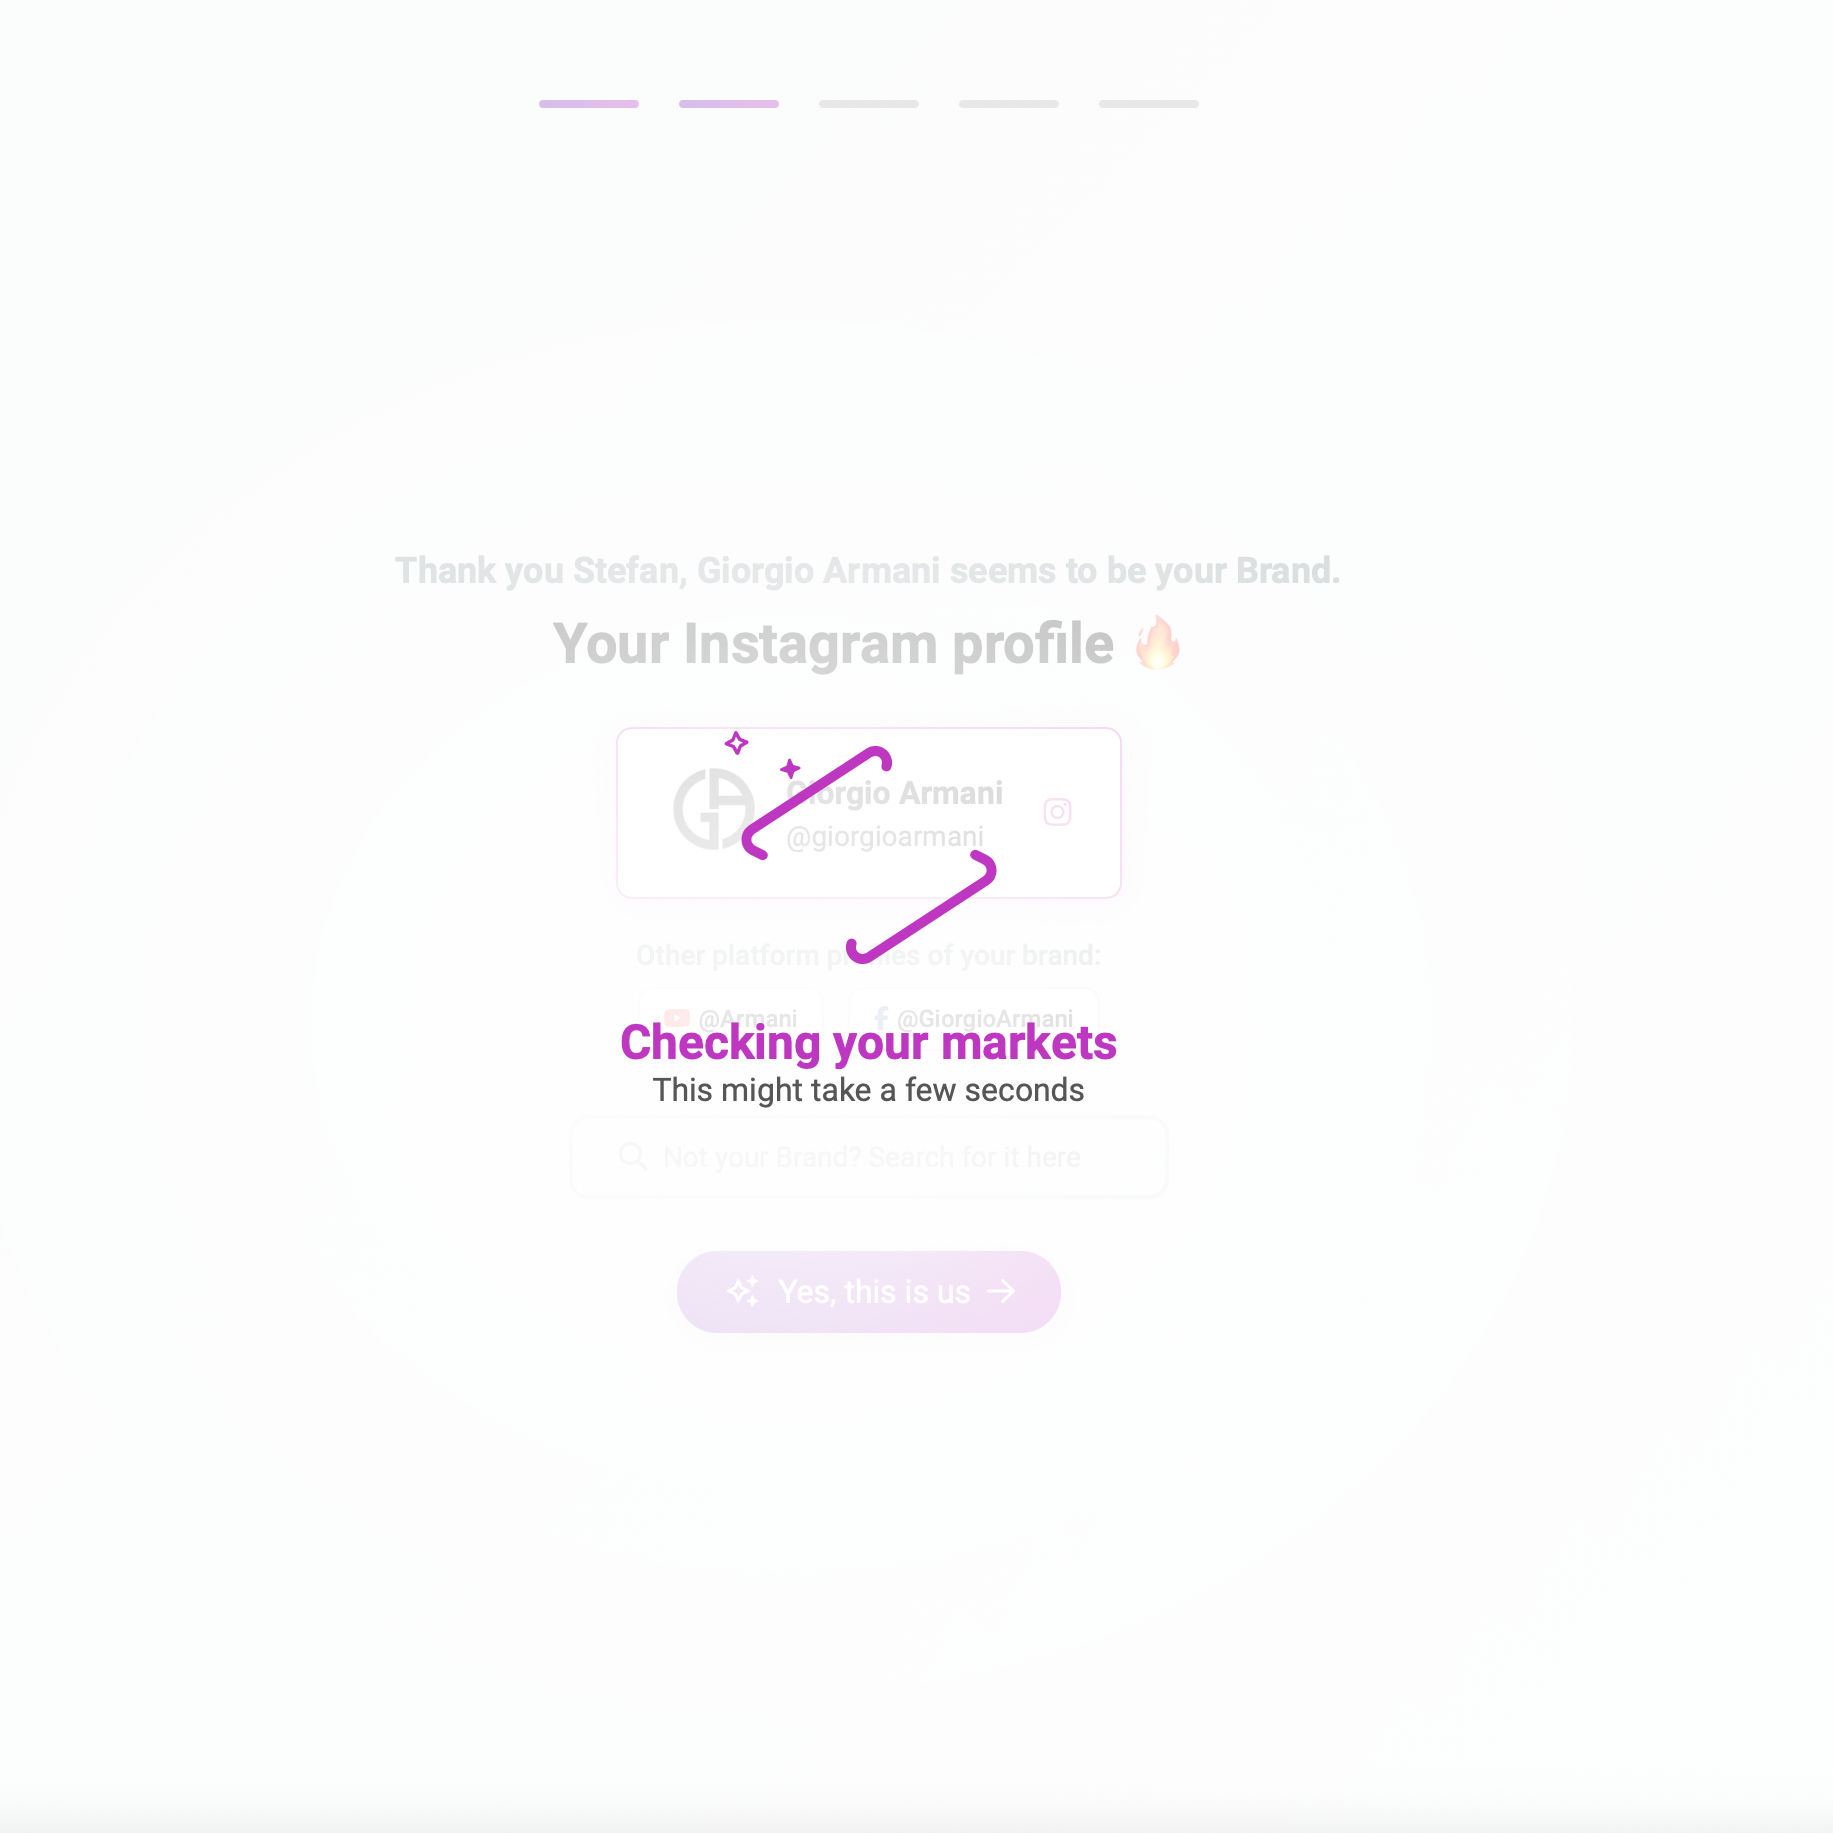 Thank you Stefan, Giorgio Armani seems to be your Brand.
Your Instagram profile 🔥
Giorgio Armani
@giorgioarmani
Other platform profiles of your brand:
@Armani
@GiorgioArmani
Checking your markets
This might take a few seconds
Not your Brand? Search for it here
Yes, this is us